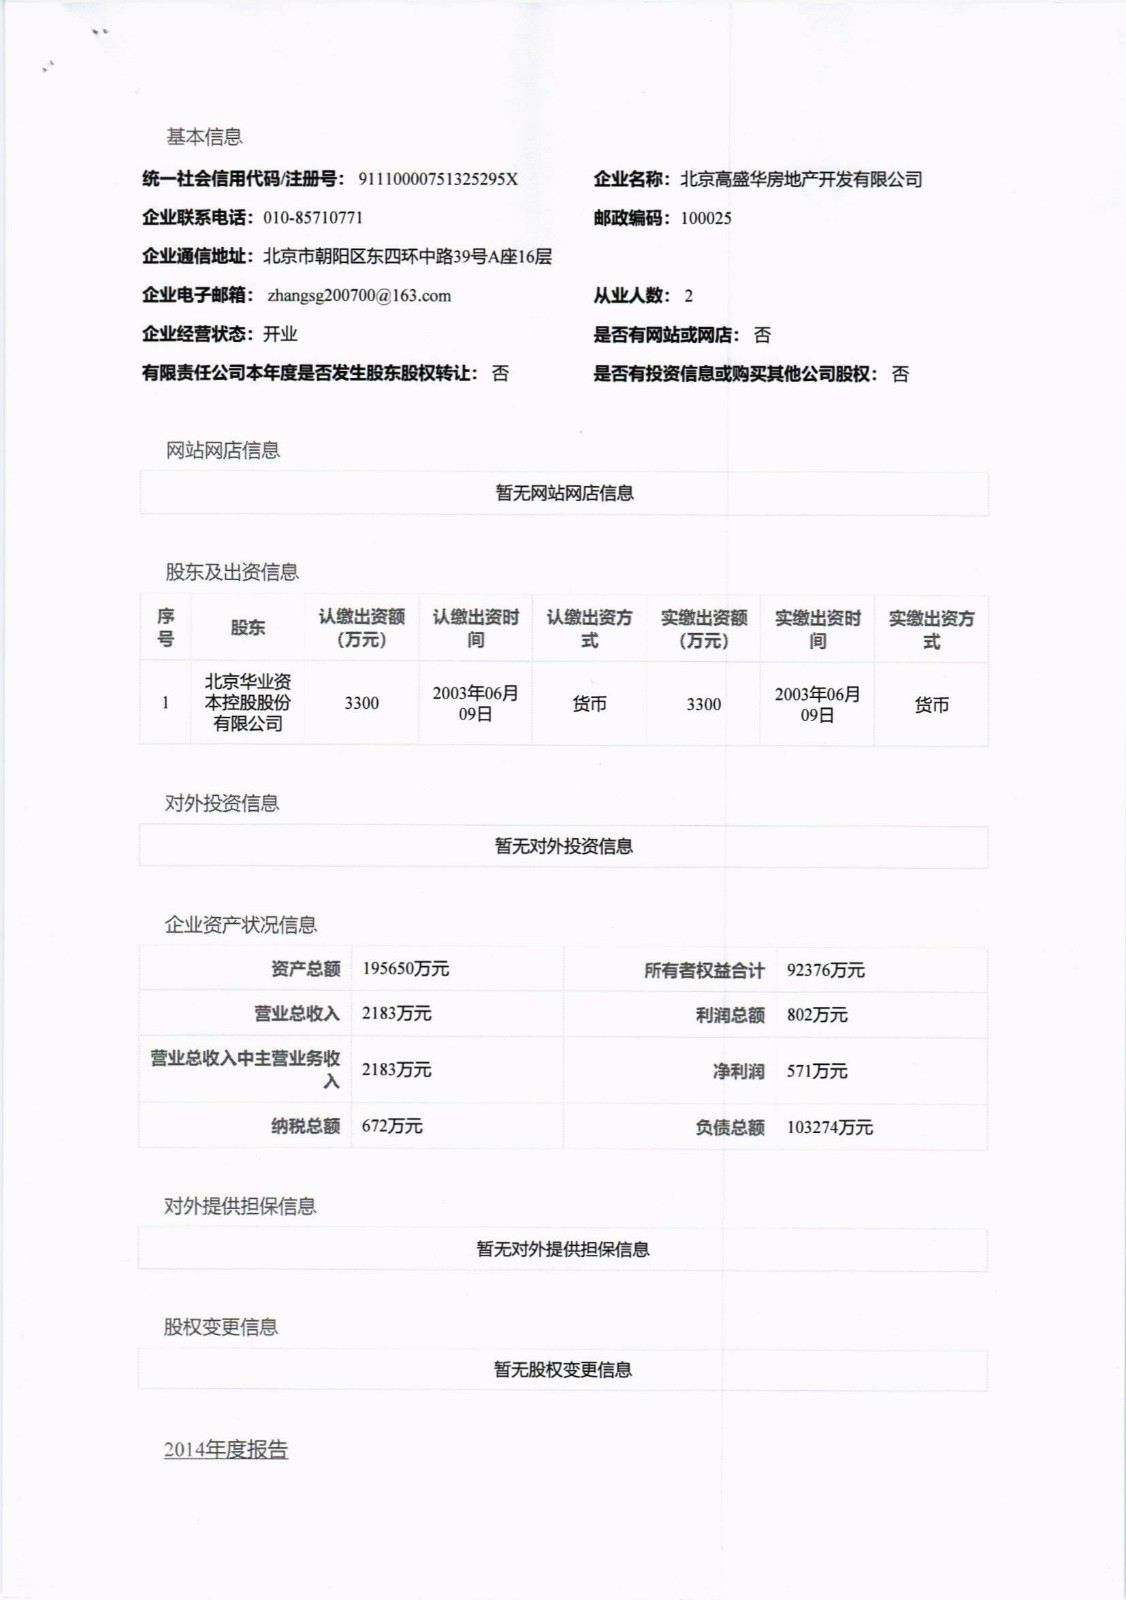 基本信息
统一社会信用代码/注册号： 91110000751325295X 企业名称：北京高盛华房地产开发有限公司
企业联系电话：010-85710771 邮政编码：100025
企业通信地址：北京市朝阳区东四环中路39号A座16层
企业电子邮箱： zhangsg200700@163.com 从业人数： 2
企业经营状态：开业 是否有网站或网店： 否
有限责任公司本年度是否发生股东股权转让： 否 是否有投资信息或购买其他公司股权： 否
网站网店信息
暂无网站网店信息
股东及出资信息
序号 股东 认缴出资额（万元） 认缴出资时间 认缴出资方式 实缴出资额（万元） 实缴出资时间 实缴出资方式
1 北京华业资本控股股份有限公司 3300 2003年06月09日 货币 3300 2003年06月09日 货币
对外投资信息
暂无对外投资信息
企业资产状况信息
资产总额 195650万元 所有者权益合计 92376万元
营业总收入 2183万元 利润总额 802万元
营业总收入中主营业务收入 2183万元 净利润 571万元
纳税总额 672万元 负债总额 103274万元
对外提供担保信息
暂无对外提供担保信息
股权变更信息
暂无股权变更信息
2014年度报告